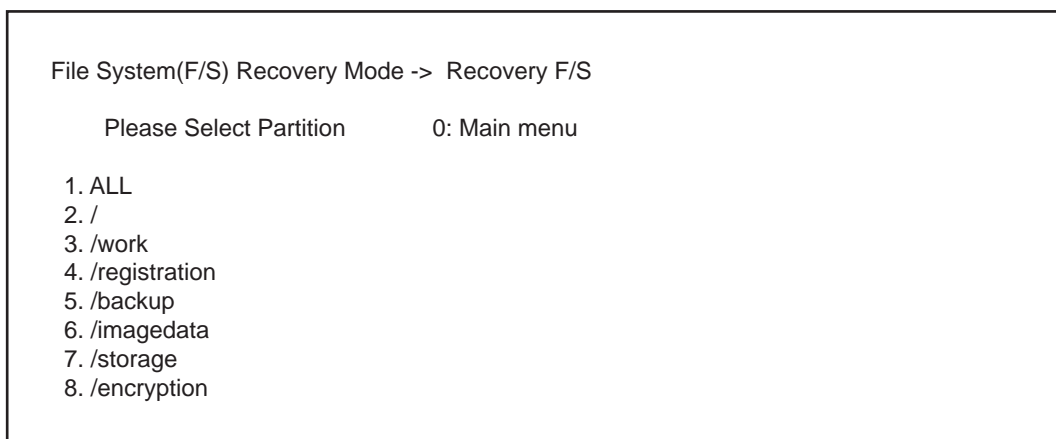 File System(F/S) Recovery Mode -> Recovery F/S
Please Select Partition 0: Main menu
1. ALL
2. /
3. /work
4. /registration
5. /backup
6. /imagedata
7. /storage
8. /encryption